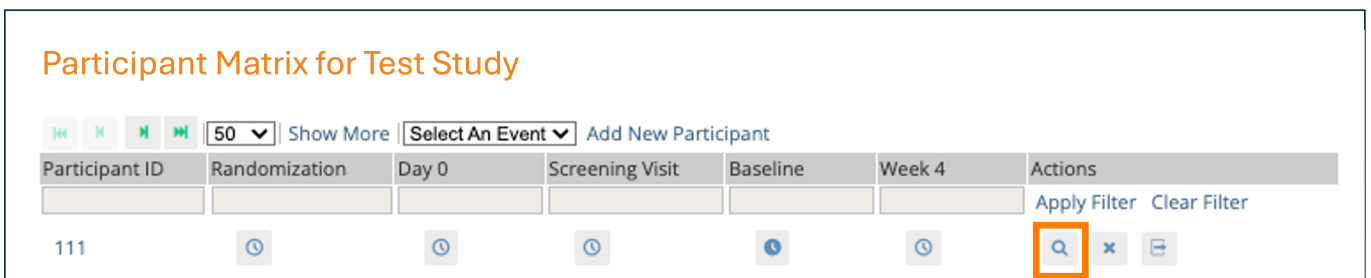 Participant Matrix for Test Study
50 Show More Select An Event Add New Participant
Participant ID Randomization Day 0 Screening Visit Baseline Week 4 Actions
Apply Filter Clear Filter
111